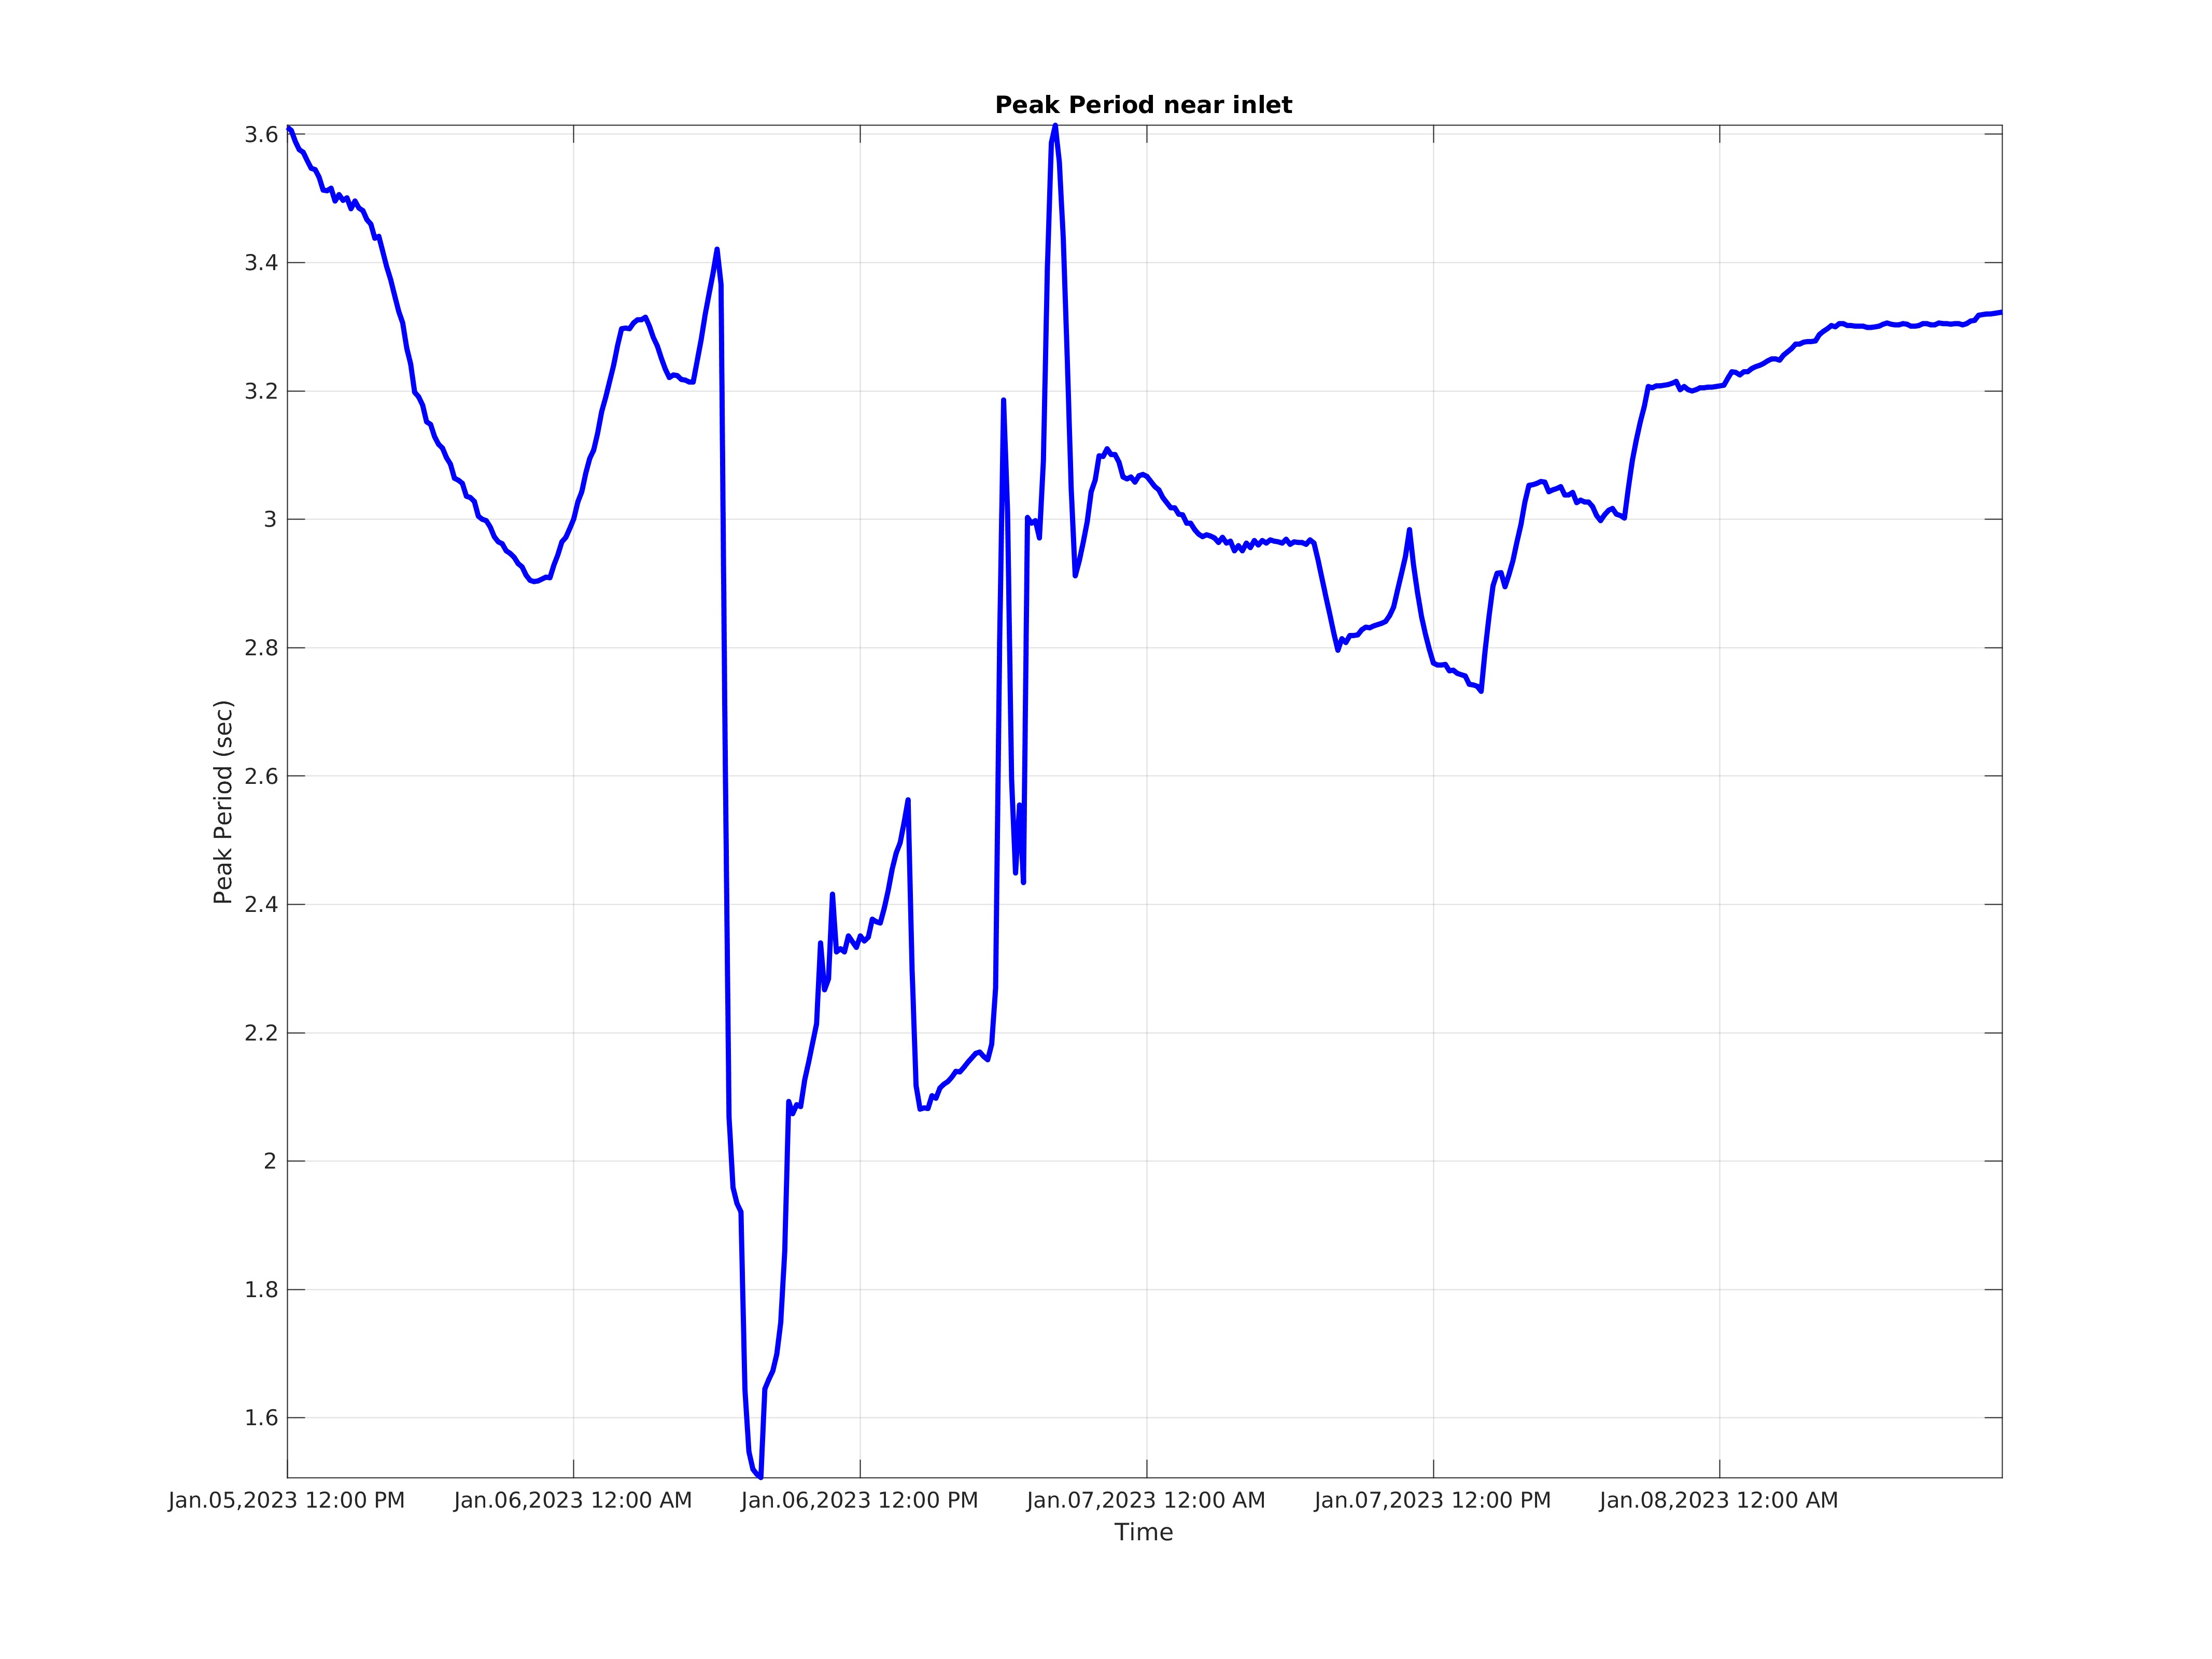 Peak Period near inlet
3.6
3.4
3.2
3
2.8
2.6
2.4
2.2
2
1.8
1.6
Peak Period (sec)
Jan.05,2023 12:00 PM
Jan.06,2023 12:00 AM
Jan.06,2023 12:00 PM
Jan.07,2023 12:00 AM
Jan.07,2023 12:00 PM
Jan.08,2023 12:00 AM
Time